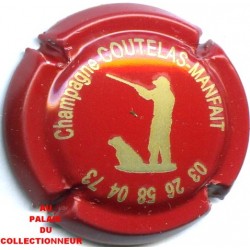 Champagne COUTELAS-MANFAIT
03 26 58 04 73
AU
PALAIS
DU
COLLECTIONNEUR